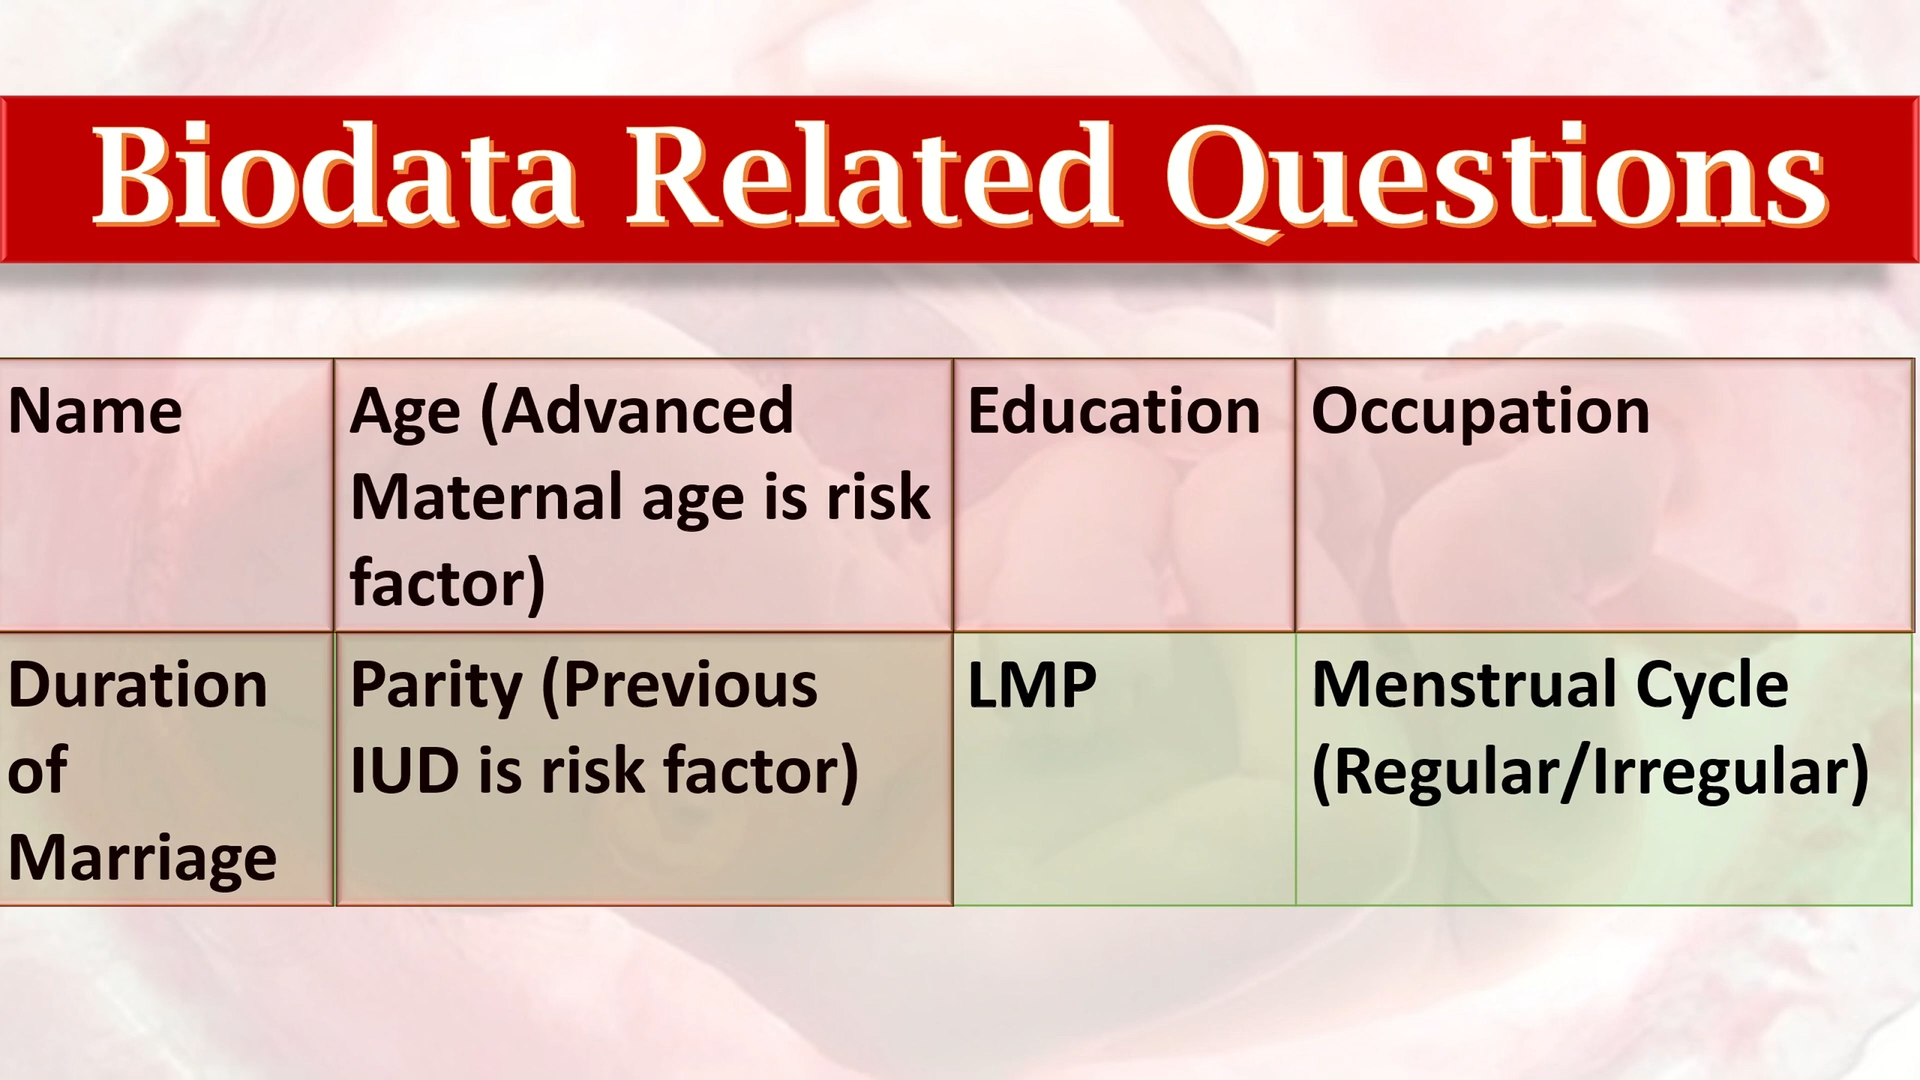 Biodata Related Questions
Name
Age (Advanced
Maternal age is risk
factor)
Education
Occupation
Duration
of
Marriage
Parity (Previous
IUD is risk factor)
LMP
Menstrual Cycle
(Regular/Irregular)